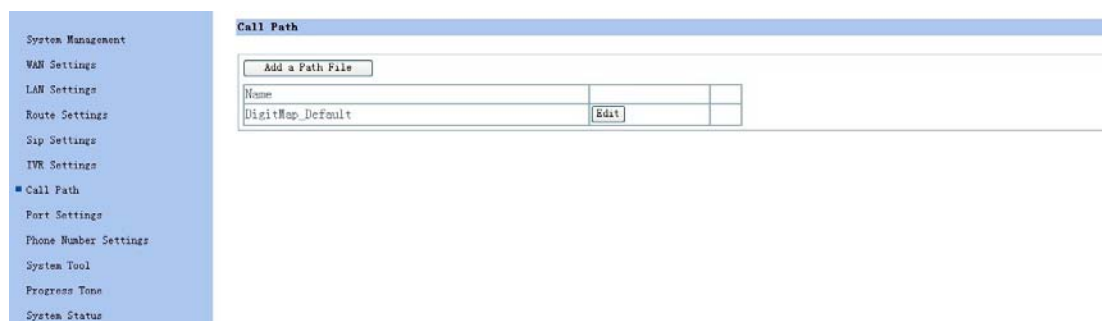 System Management
WAN Settings
LAN Settings
Route Settings
Sip Settings
IVR Settings
Call Path
Port Settings
Phone Number Settings
System Tool
Progress Tone
System Status
Call Path
Add a Path File
Name
DigitMap_Default Edit